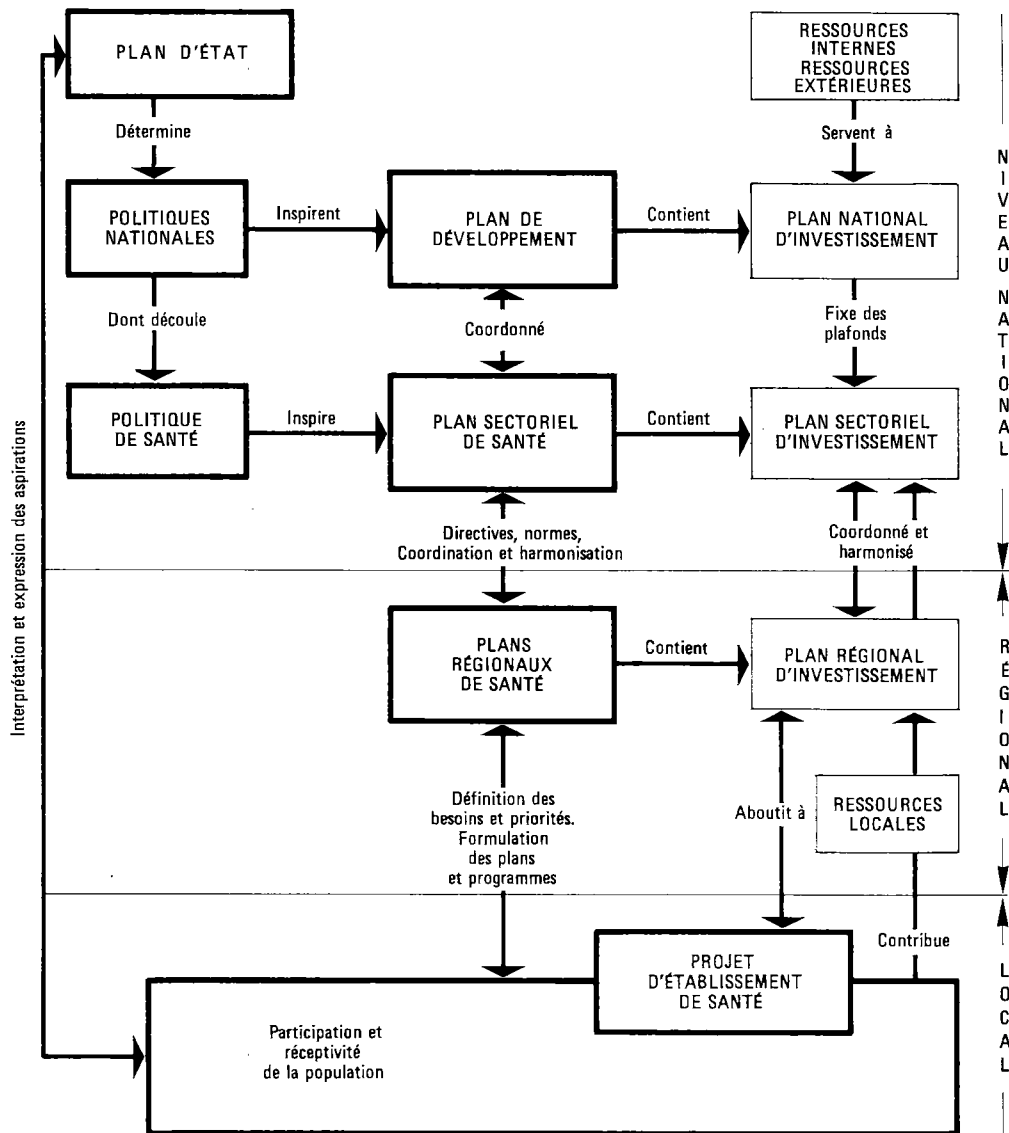 PLAN D'ÉTAT
RESSOURCES
INTERNES
RESSOURCES
EXTÉRIEURES
Détermine
Servent à
POLITIQUES
NATIONALES
Inspirent
PLAN DE
DÉVELOPPEMENT
Contient
PLAN NATIONAL
D'INVESTISSEMENT
Dont découle
Coordonné
Fixe des
plafonds
POLITIQUE
DE SANTÉ
Inspire
PLAN SECTORIEL
DE SANTÉ
Contient
PLAN SECTORIEL
D'INVESTISSEMENT
Directives, normes,
Coordination et harmonisation
Coordonné et
harmonisé
NIVEAU NATIONAL
Interprétation et expression des aspirations
PLANS
RÉGIONAUX
DE SANTÉ
Contient
PLAN RÉGIONAL
D'INVESTISSEMENT
Définition des
besoins et priorités.
Formulation
des plans
et programmes
Aboutit à
RESSOURCES
LOCALES
RÉGIONAL
PROJET
D'ÉTABLISSEMENT
DE SANTÉ
Contribue
Participation et
réceptivité
de la population
LOCAL